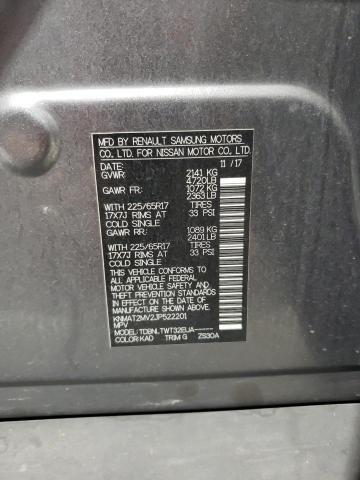 MFD BY RENAULT SAMSUNG MOTORS
CO. LTD. FOR NISSAN MOTOR CO. LTD.
DATE: 11 / 17
GVWR: 2141 KG
4720LB
GAWR FR: 1072 KG
2363LB
WITH 225/65R17 TIRES
17X7J RIMS AT 33 PSI
COLD SINGLE
GAWR RR: 1089 KG
2401LB
WITH 225/65R17 TIRES
17X7J RIMS AT 33 PSI
COLD SINGLE
THIS VEHICLE CONFORMS TO ALL
APPLICABLE FEDERAL MOTOR VEHICLE
SAFETY, BUMPER, AND THEFT
PREVENTION STANDARDS IN EFFECT ON
THE DATE OF MANUFACTURE SHOWN ABOVE.
KNMAT2MV2JP522201
MPV
MODEL:TDBNLTWT32EUA-----
COLOR:KAD TRIM G ZS30A